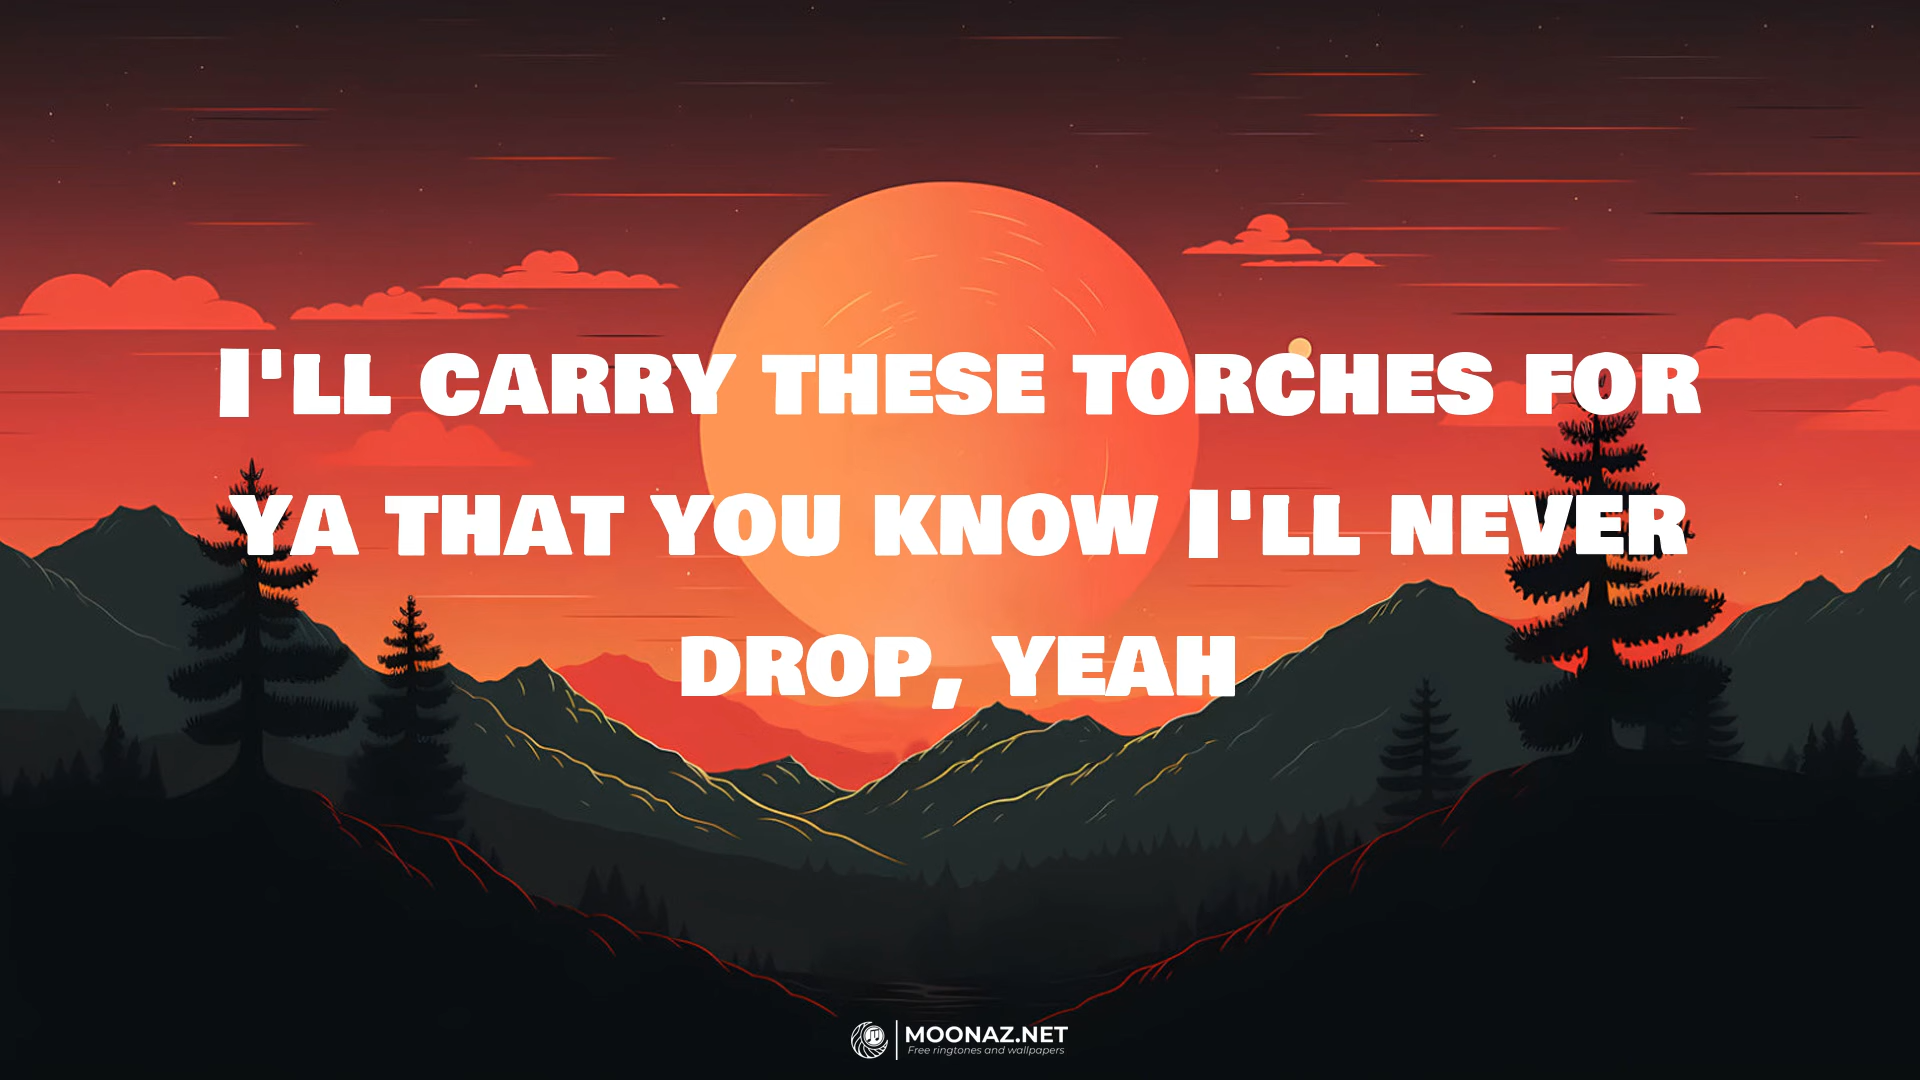 I'll carry these torches for
ya that you know I'll never
drop, yeah
MOONAZ.NET
Free ringtones and wallpapers